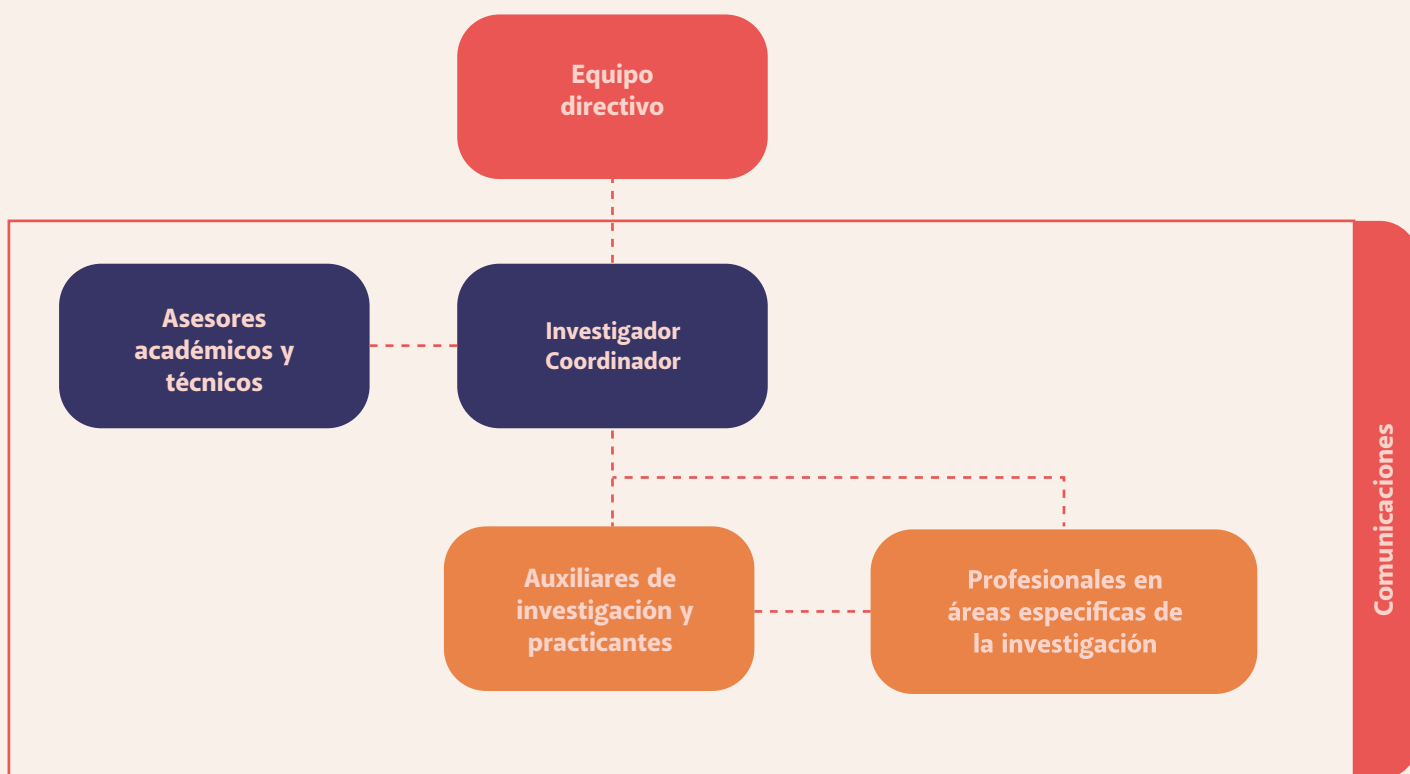 Equipo
directivo
Asesores
académicos y
técnicos
Investigador
Coordinador
Auxiliares de
investigación y
practicantes
Profesionales en
áreas especificas de
la investigación
Comunicaciones